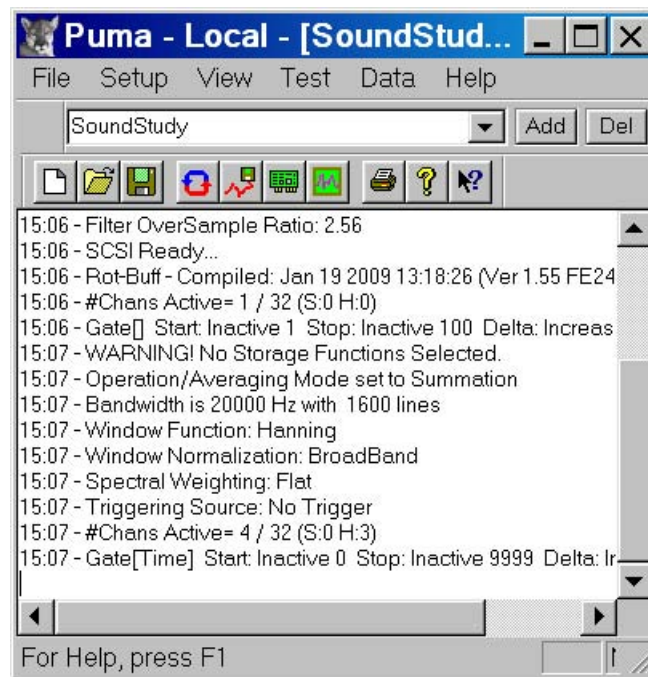 Puma - Local - [SoundStud...
File Setup View Test Data Help
SoundStudy Add Del
15:06 - Filter OverSample Ratio: 2.56
15:06 - SCSI Ready...
15:06 - Rot-Buff - Compiled: Jan 19 2009 13:18:26 (Ver 1.55 FE24
15:06 - #Chans Active= 1 / 32 (S:0 H:0)
15:06 - Gate[] Start: Inactive 1 Stop: Inactive 100 Delta: Increas
15:07 - WARNING! No Storage Functions Selected.
15:07 - Operation/Averaging Mode set to Summation
15:07 - Bandwidth is 20000 Hz with 1600 lines
15:07 - Window Function: Hanning
15:07 - Window Normalization: BroadBand
15:07 - Spectral Weighting: Flat
15:07 - Triggering Source: No Trigger
15:07 - #Chans Active= 4 / 32 (S:0 H:3)
15:07 - Gate[Time] Start: Inactive 0 Stop: Inactive 9999 Delta: Ir
For Help, press F1